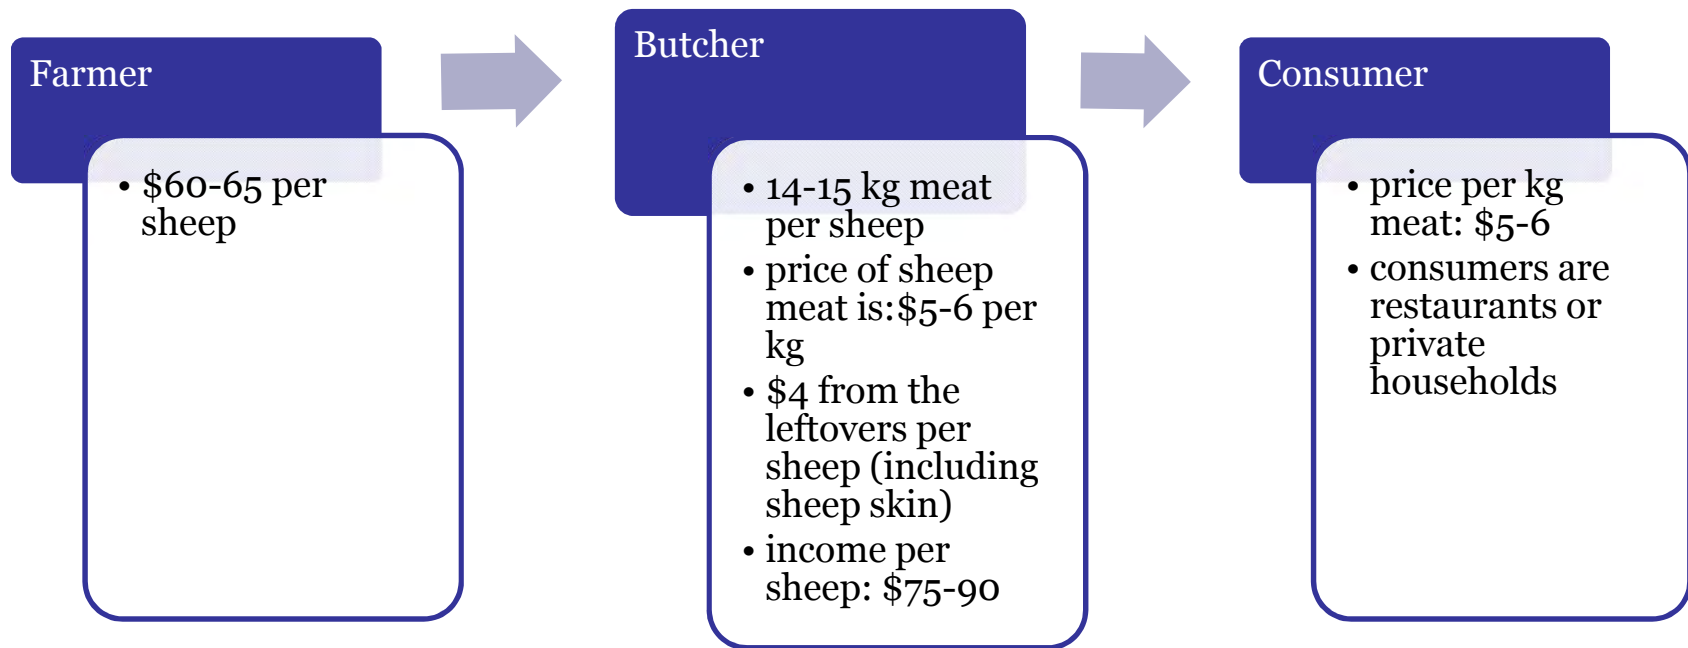 Farmer
• $60-65 per
sheep
Butcher
• 14-15 kg meat
per sheep
• price of sheep
meat is:$5-6 per
kg
• $4 from the
leftovers per
sheep (including
sheep skin)
• income per
sheep: $75-90
Consumer
• price per kg
meat: $5-6
• consumers are
restaurants or
private
households